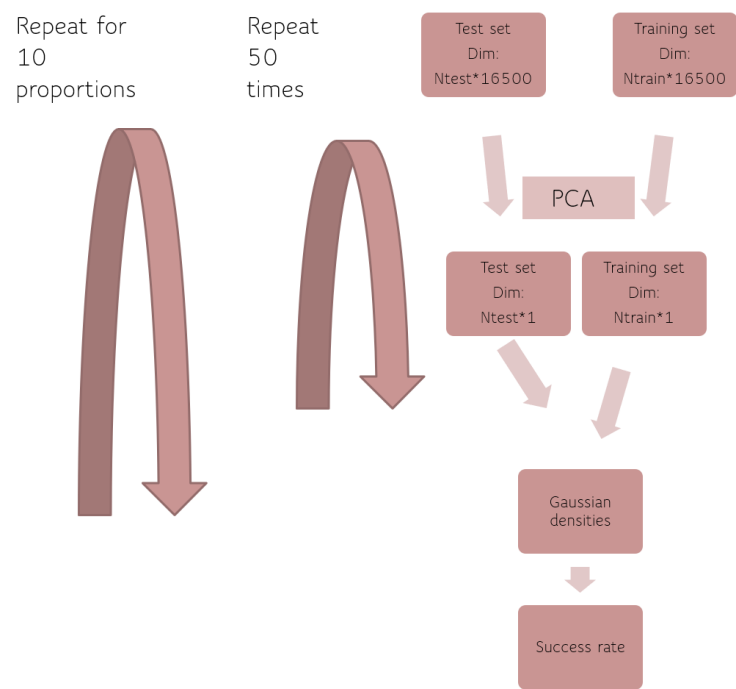 Repeat for
10
proportions
Repeat
50
times
Test set
Dim:
Ntest*16500
Training set
Dim:
Ntrain*16500
PCA
Test set
Dim:
Ntest*1
Training set
Dim:
Ntrain*1
Gaussian
densities
Success rate